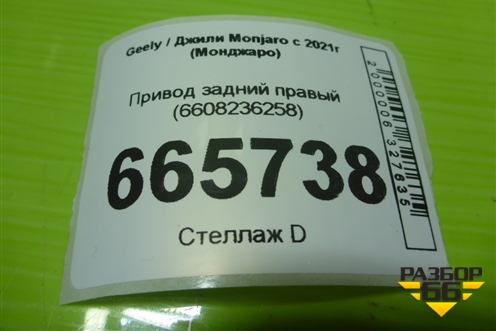 Geely / Джили Monjaro с 2021г
(Монджаро)
Привод задний правый
(6608236258)
665738
Стеллаж D
2000006327635
РАЗБОР
66